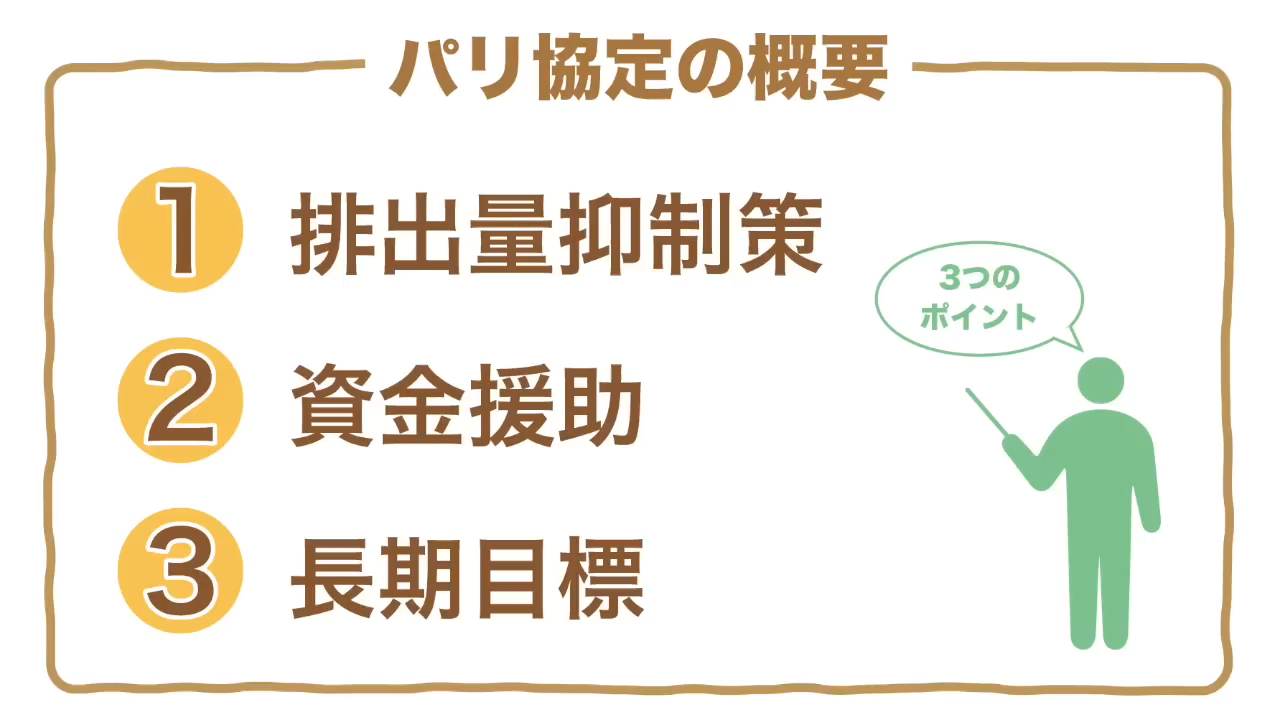 パリ協定の概要
1 排出量抑制策
3つの
ポイント
2 資金援助
3 長期目標